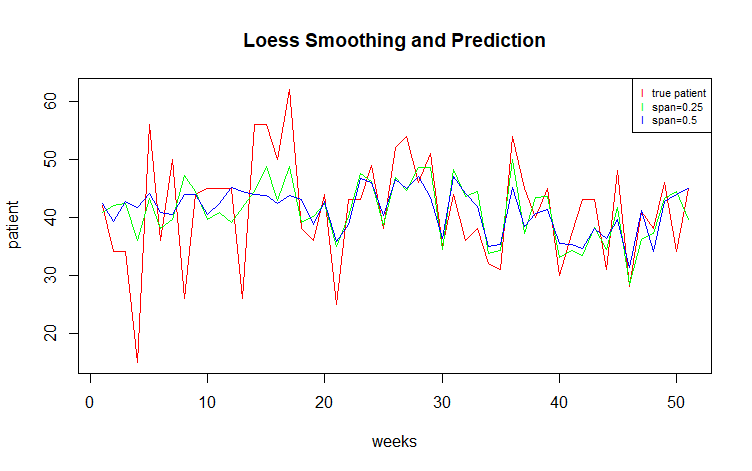 Loess Smoothing and Prediction
true patient
span=0.25
span=0.5
60
50
40
30
20
patient
0 10 20 30 40 50
weeks